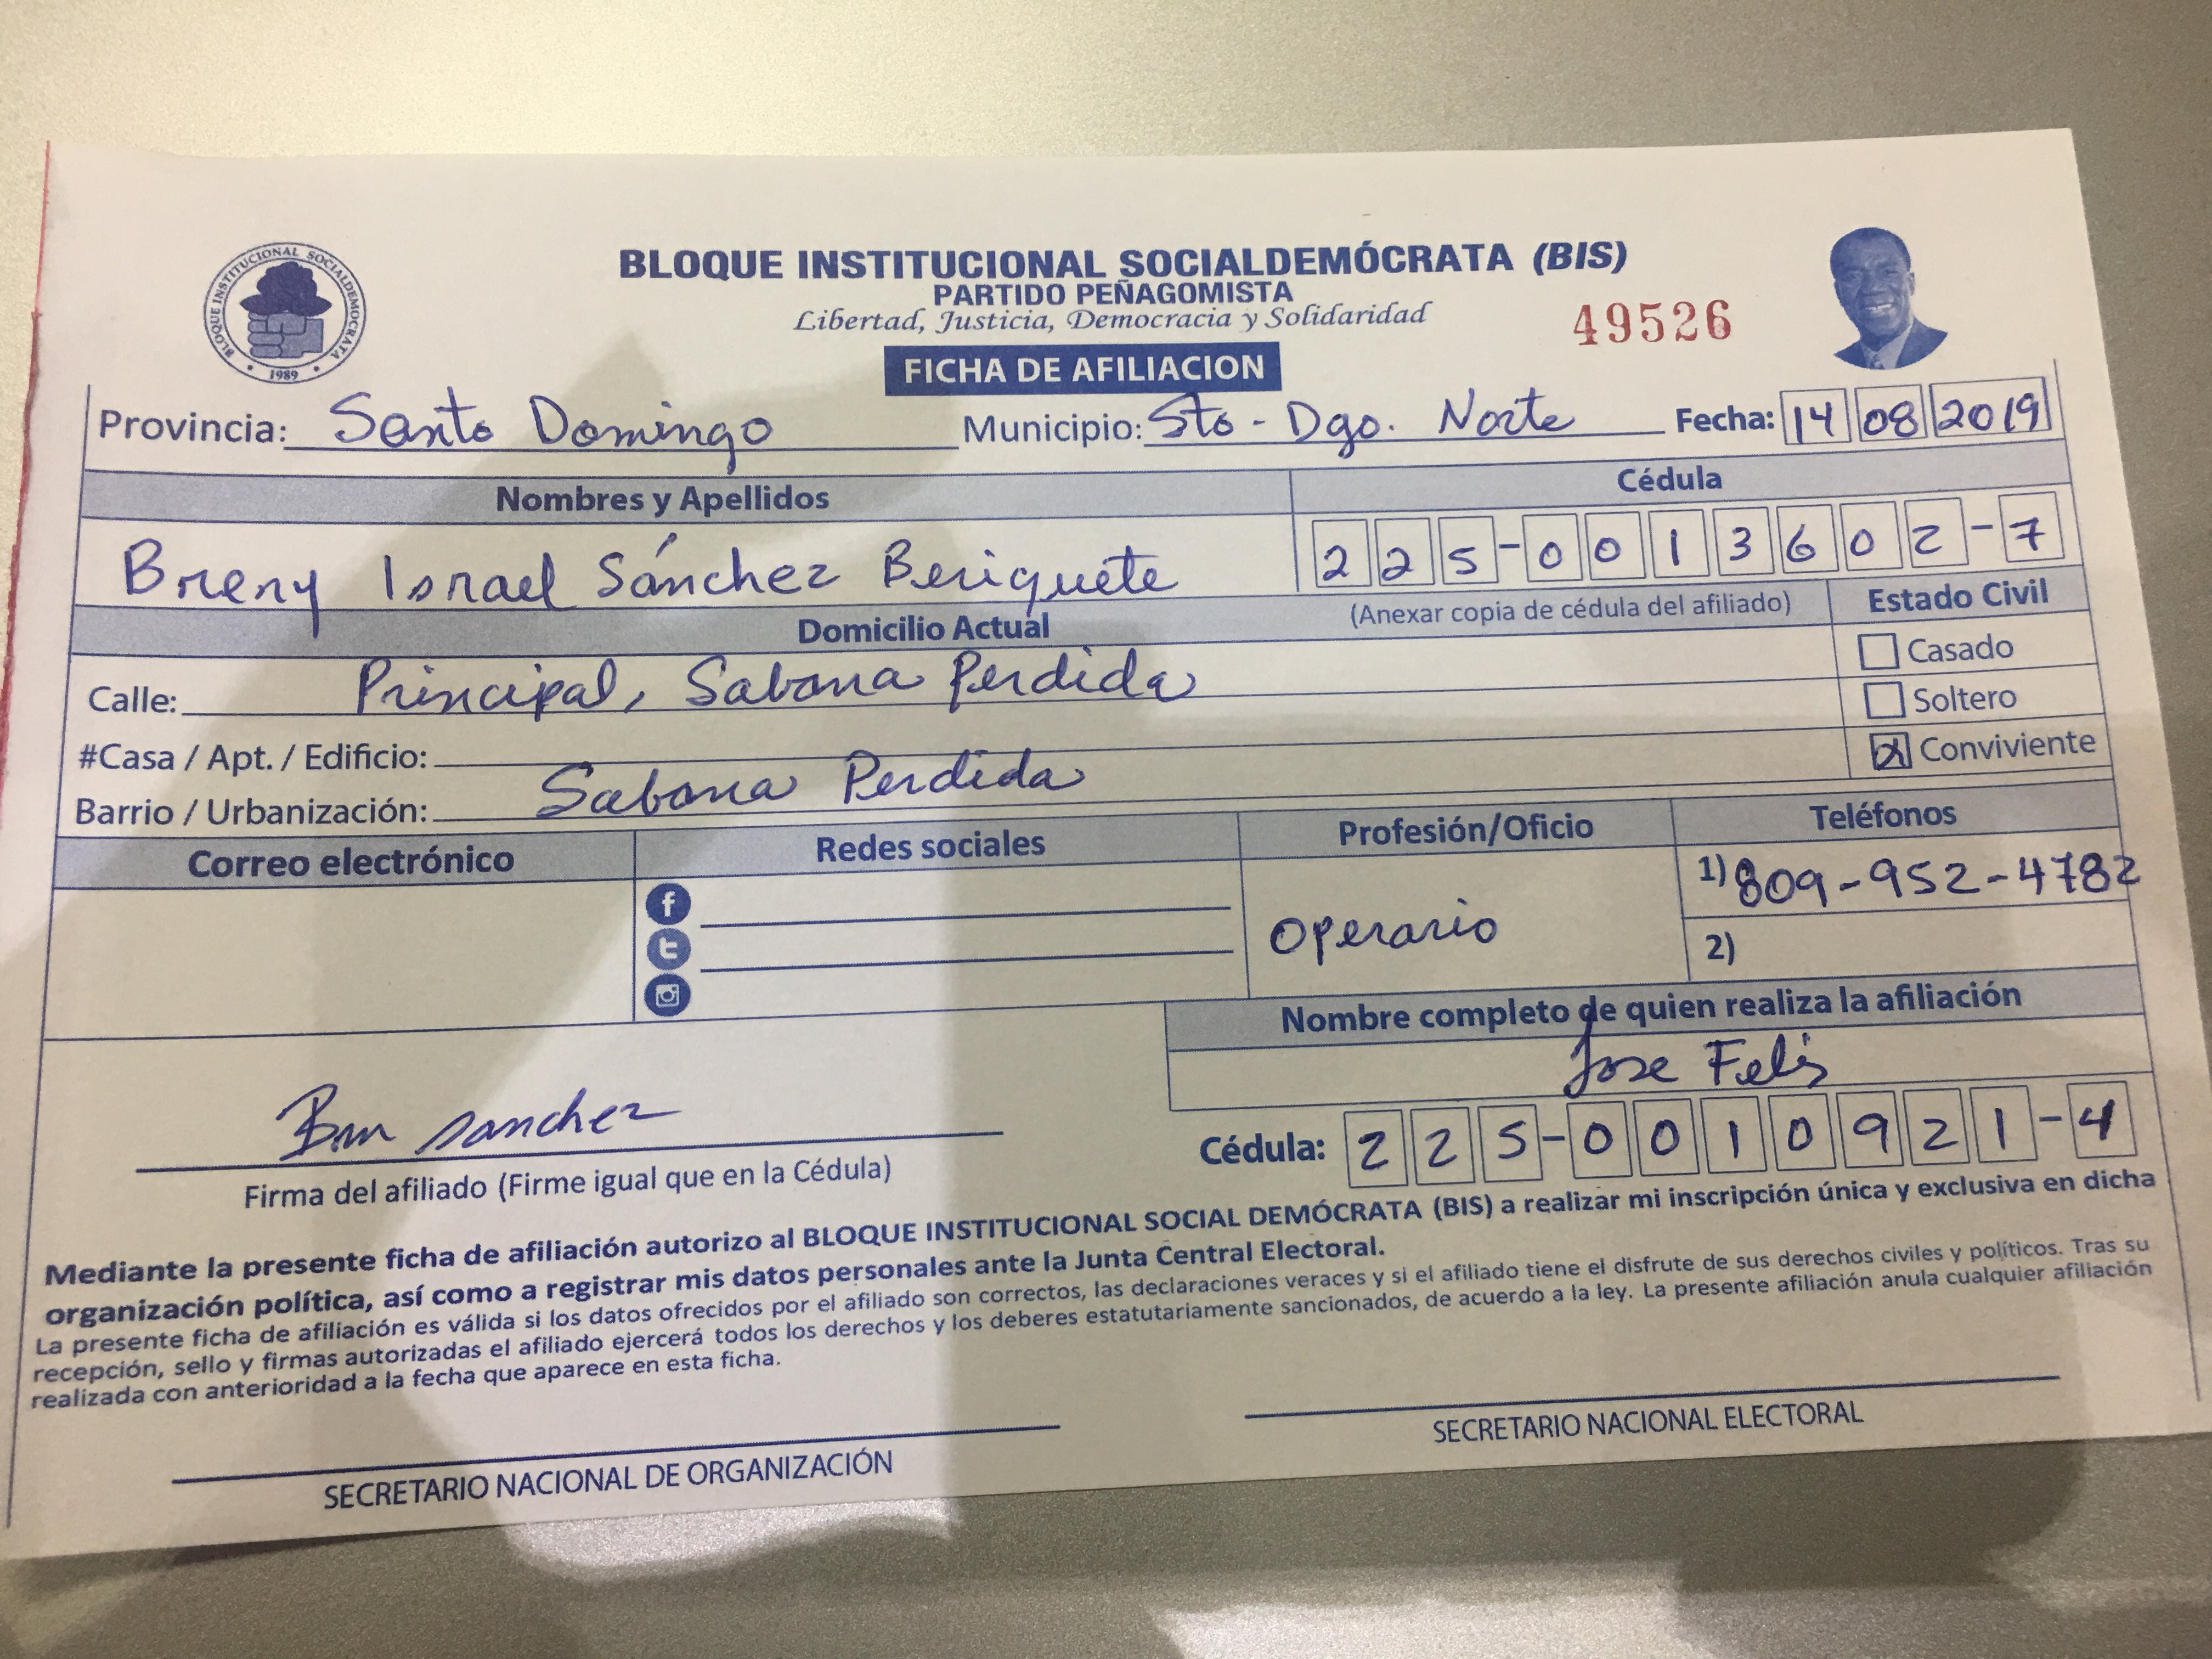 BLOQUE INSTITUCIONAL SOCIALDEMOCRATA
1989
BLOQUE INSTITUCIONAL SOCIALDEMÓCRATA (BIS)
PARTIDO PEÑAGOMISTA
Libertad, Justicia, Democracia y Solidaridad
49526
FICHA DE AFILIACION
Provincia: Santo Domingo Municipio: Sto - Dgo. Norte Fecha: 14 08 2019
Nombres y Apellidos Cédula
Breny Israel Sánchez Beriquete 225-0013602-7
Domicilio Actual (Anexar copia de cédula del afiliado) Estado Civil
Calle: Principal, Sabana Perdida Casado
Soltero
#Casa / Apt. / Edificio: X Conviviente
Barrio / Urbanización: Sabana Perdida
Correo electrónico Redes sociales Profesión/Oficio Teléfonos
1) 809-952-4782
Operario
2)
Nombre completo de quien realiza la afiliación
Jose Felis
Bm sanchez
Cédula: 225-0010921-4
Firma del afiliado (Firme igual que en la Cédula)
Mediante la presente ficha de afiliación autorizo al BLOQUE INSTITUCIONAL SOCIAL DEMÓCRATA (BIS) a realizar mi inscripción única y exclusiva en dicha
organización política, así como a registrar mis datos personales ante la Junta Central Electoral.
La presente ficha de afiliación es válida si los datos ofrecidos por el afiliado son correctos, las declaraciones veraces y si el afiliado tiene el disfrute de sus derechos civiles y políticos. Tras su
recepción, sello y firmas autorizadas el afiliado ejercerá todos los derechos y los deberes estatutariamente sancionados, de acuerdo a la ley. La presente afiliación anula cualquier afiliación
realizada con anterioridad a la fecha que aparece en esta ficha.
SECRETARIO NACIONAL DE ORGANIZACIÓN
SECRETARIO NACIONAL ELECTORAL